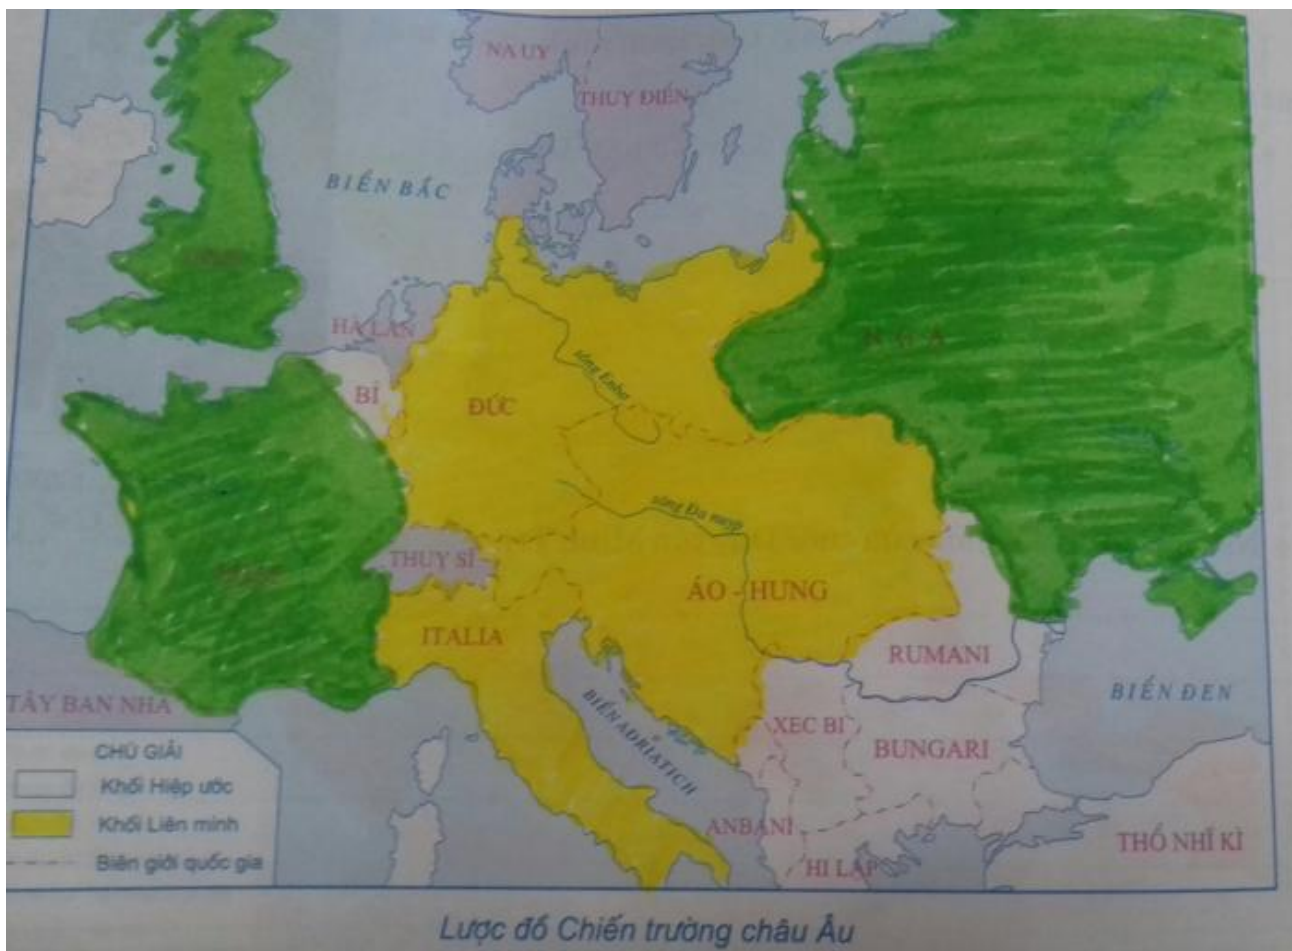 NA UY
THUỴ ĐIỂN
BIỂN BẮC
HÀ LAN
BỈ
ĐỨC
sông Enbơ
NGA
sông Đa nuýp
THUỴ SĨ
ÁO - HUNG
ITALIA
RUMANI
TÂY BAN NHA
BIỂN ADRIATICH
BIỂN ĐEN
XEC BI
BUNGARI
ANBANI
HI LẠP
THỔ NHĨ KÌ
CHÚ GIẢI
Khối Hiệp ước
Khối Liên minh
Biên giới quốc gia
Lược đồ Chiến trường châu Âu